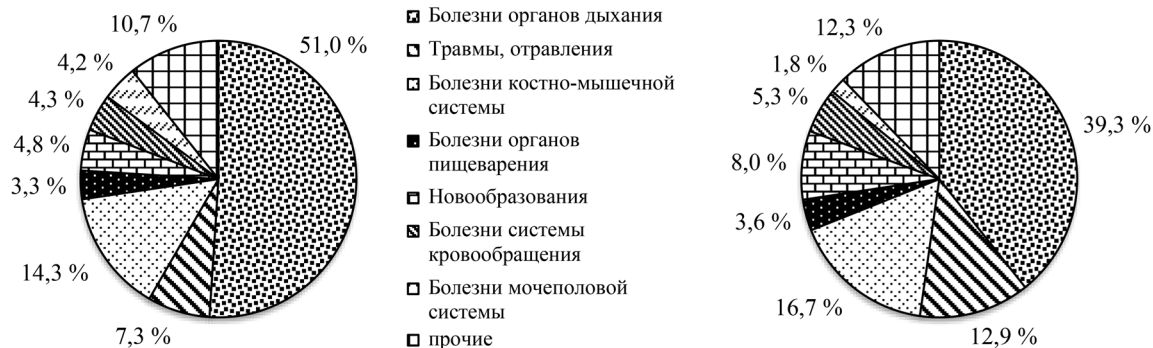 10,7 %
51,0 %
4,2 %
4,3 %
4,8 %
3,3 %
14,3 %
7,3 %
Болезни органов дыхания
Травмы, отравления
Болезни костно-мышечной
системы
Болезни органов
пищеварения
Новообразования
Болезни системы
кровообращения
Болезни мочеполовой
системы
прочие
12,3 %
1,8 %
5,3 %
39,3 %
8,0 %
3,6 %
16,7 %
12,9 %